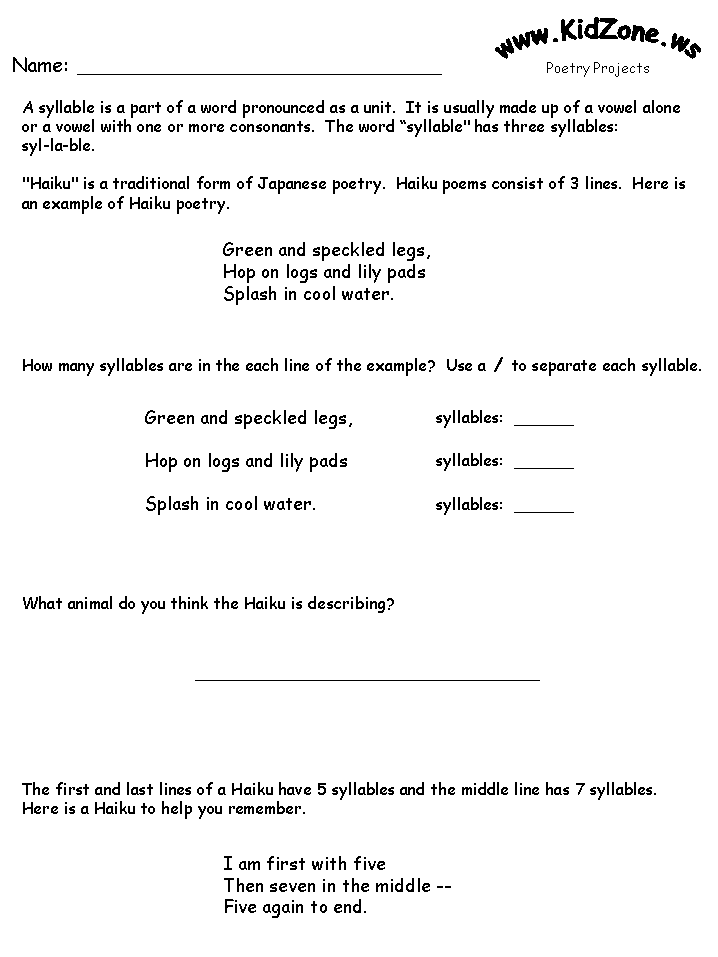 www.KidZone.ws
Name: ___________________________________
Poetry Projects
A syllable is a part of a word pronounced as a unit.  It is usually made up of a vowel alone
or a vowel with one or more consonants.  The word “syllable" has three syllables:
syl-la-ble.
"Haiku" is a traditional form of Japanese poetry.  Haiku poems consist of 3 lines.  Here is
an example of Haiku poetry.
Green and speckled legs,
Hop on logs and lily pads
Splash in cool water.
How many syllables are in the each line of the example?  Use a / to separate each syllable.
Green and speckled legs, syllables: ______
Hop on logs and lily pads syllables: ______
Splash in cool water. syllables: ______
What animal do you think the Haiku is describing?
The first and last lines of a Haiku have 5 syllables and the middle line has 7 syllables.
Here is a Haiku to help you remember.
I am first with five
Then seven in the middle --
Five again to end.